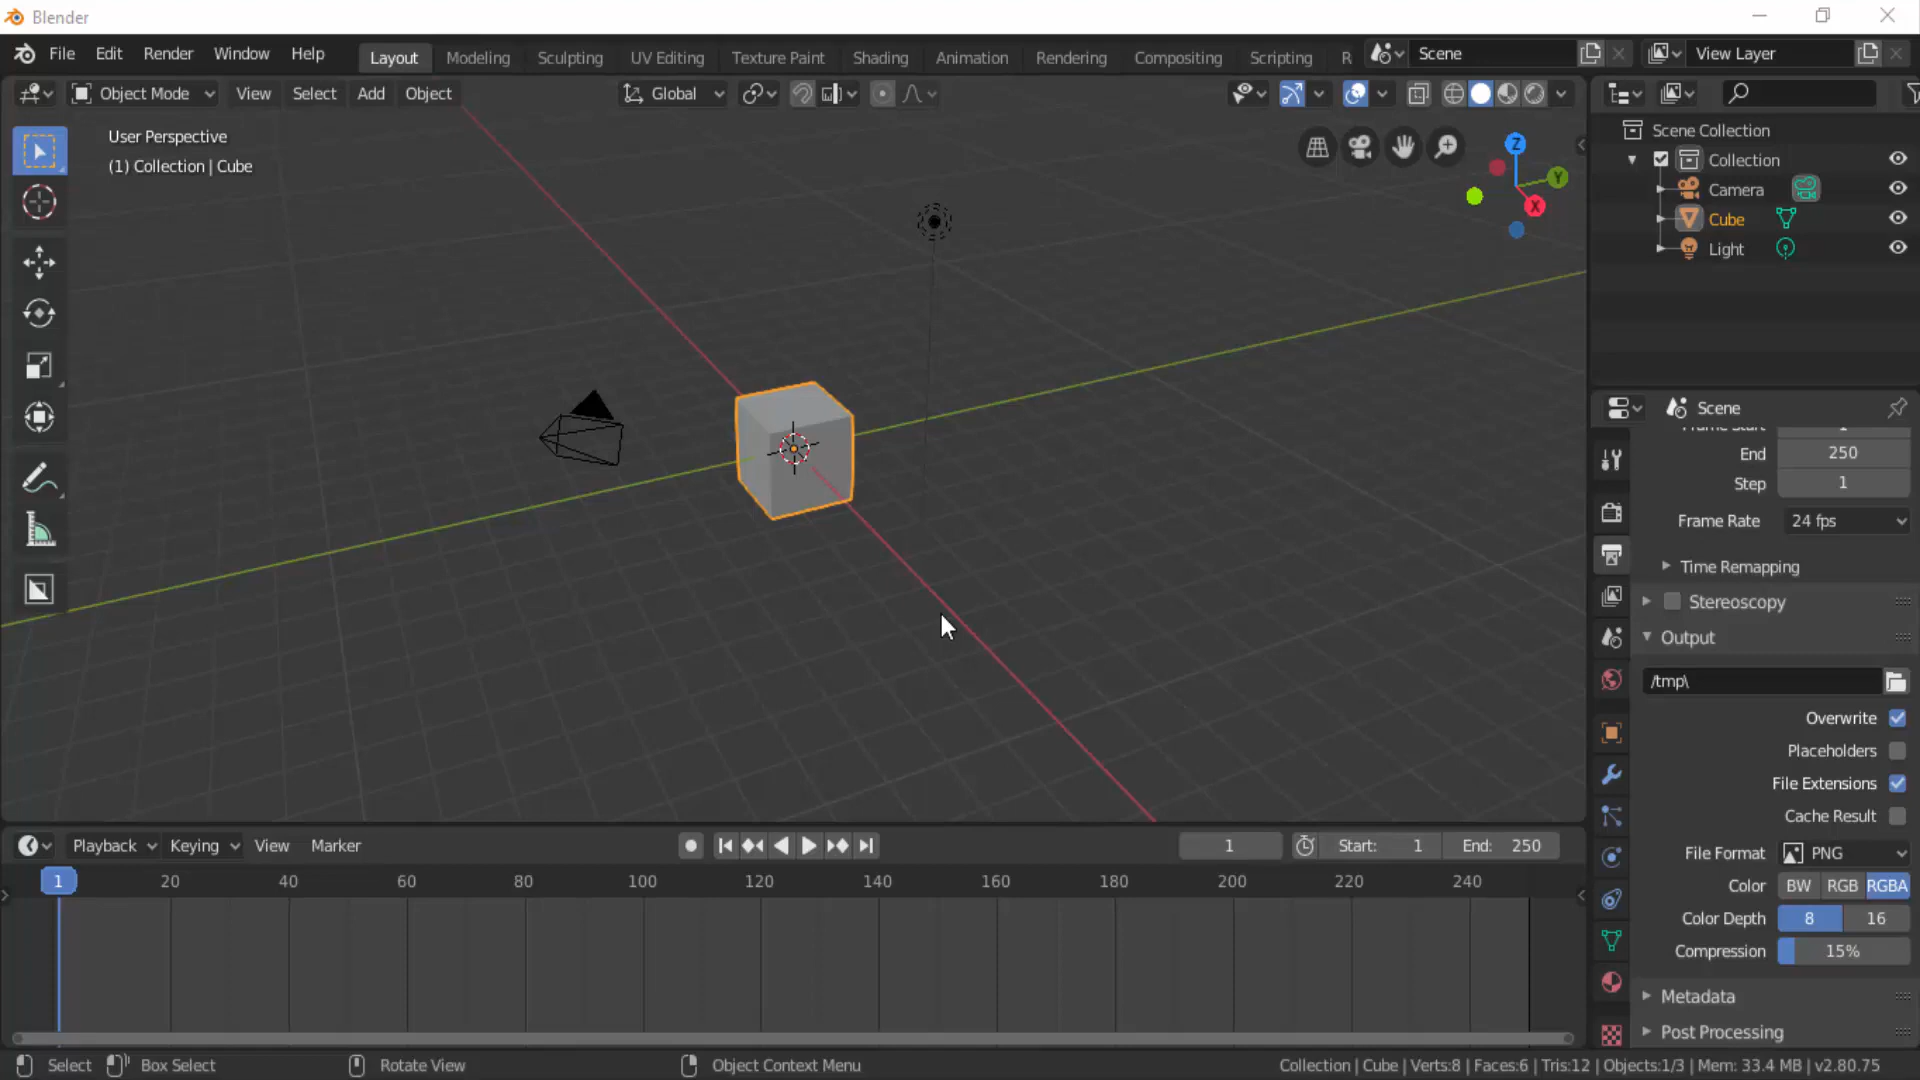 Blender
File Edit Render Window Help Layout Modeling Sculpting UV Editing Texture Paint Shading Animation Rendering Compositing Scripting R Scene View Layer
Object Mode View Select Add Object Global
User Perspective
(1) Collection | Cube
Z
Y
X
Scene Collection
Collection
Camera
Cube
Light
Scene
Frame Start 1
End 250
Step 1
Frame Rate 24 fps
Time Remapping
Stereoscopy
Output
/tmp\
Overwrite
Placeholders
File Extensions
Cache Result
File Format PNG
Color BW RGB RGBA
Color Depth 8 16
Compression 15%
Metadata
Post Processing
Playback Keying View Marker 1 Start: 1 End: 250
1 20 40 60 80 100 120 140 160 180 200 220 240
Select Box Select Rotate View Object Context Menu Collection | Cube | Verts:8 | Faces:6 | Tris:12 | Objects:1/3 | Mem: 33.4 MB | v2.80.75